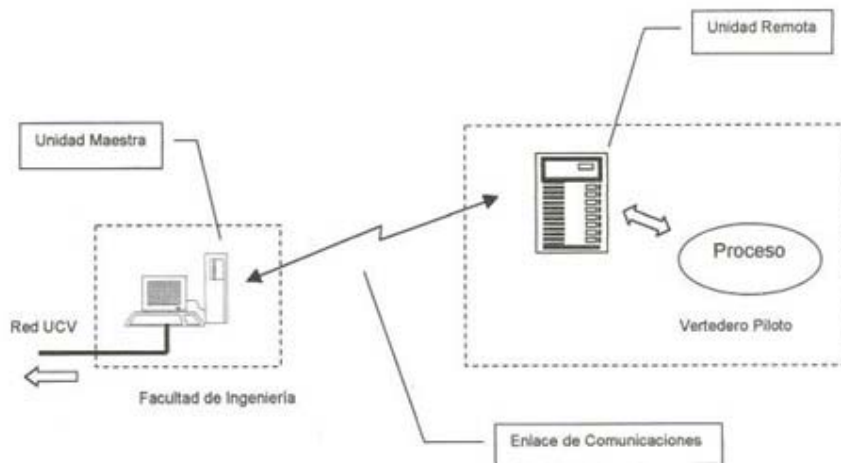 Unidad Remota
Unidad Maestra
Proceso
Vertedero Piloto
Red UCV
Facultad de Ingeniería
Enlace de Comunicaciones